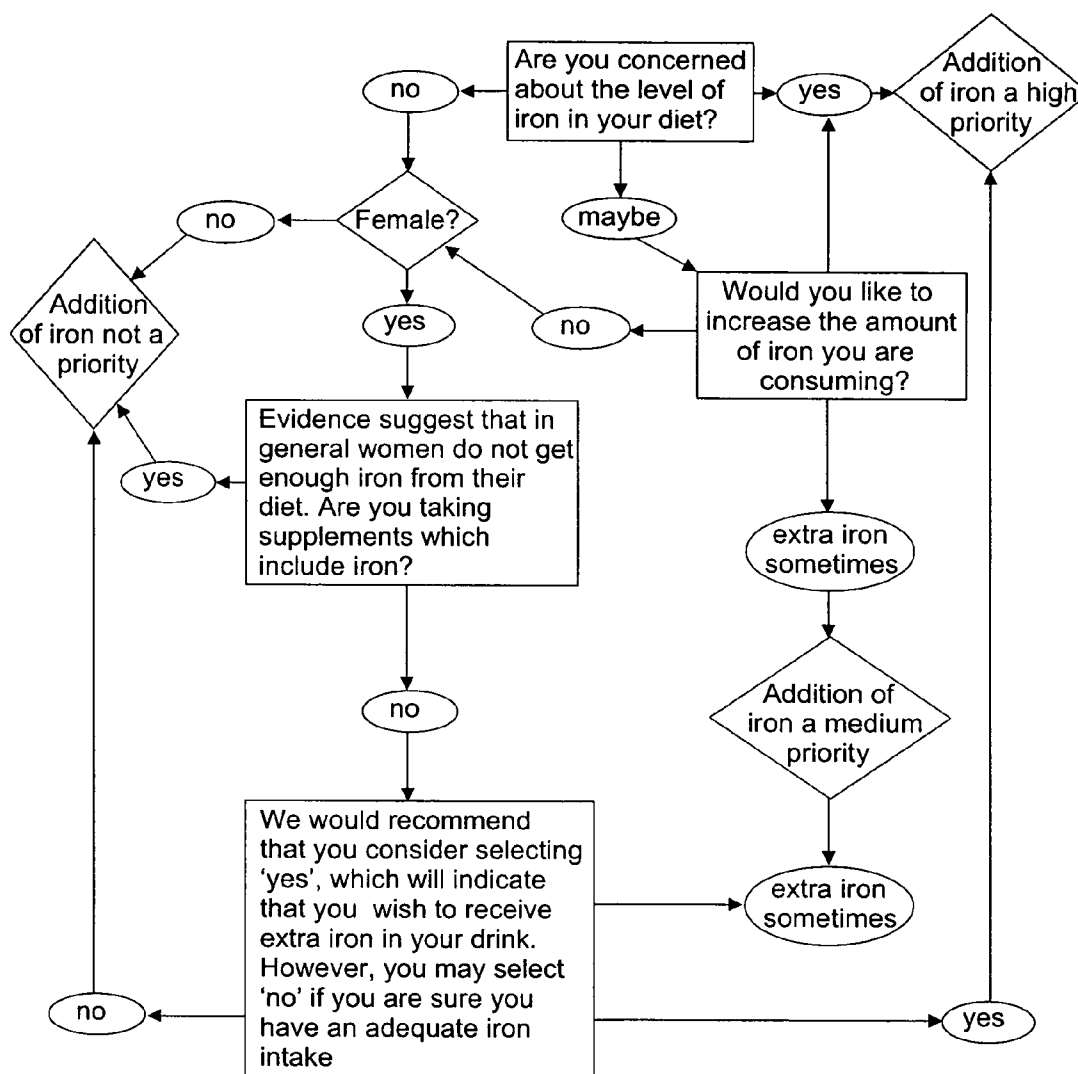 Are you concerned
about the level of
iron in your diet?
no
yes
Addition
of iron a high
priority
maybe
Female?
no
Addition
of iron not a
priority
yes
no
Would you like to
increase the amount
of iron you are
consuming?
Evidence suggest that in
general women do not get
enough iron from their
diet. Are you taking
supplements which
include iron?
yes
extra iron
sometimes
no
Addition of
iron a medium
priority
We would recommend
that you consider selecting
‘yes’, which will indicate
that you wish to receive
extra iron in your drink.
However, you may select
‘no’ if you are sure you
have an adequate iron
intake
extra iron
sometimes
no
yes